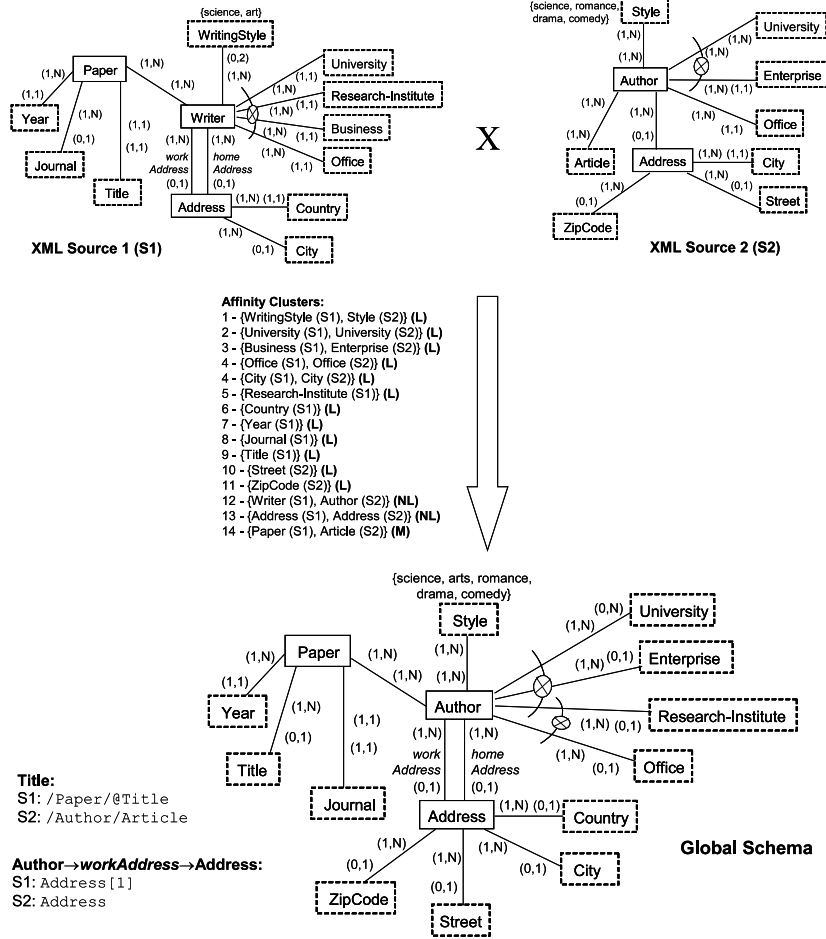 {science, art}
WritingStyle
(0,2)
(1,N)
Paper
(1,N)
(1,N)
(1,N)
(1,1)
Year
(1,N)
(0,1)
Journal
(1,1)
(1,1)
Title
Writer
(1,N)
(1,1)
University
(1,N)
(1,1)
Research-Institute
(1,N)
(1,1)
Business
(1,N)
(1,1)
Office
(1,N)
(1,N)
work
Address
home
Address
(0,1)
(0,1)
Address
(1,N)
(1,1)
Country
(1,N)
(0,1)
City
XML Source 1 (S1)
X
{science, romance,
drama, comedy}
Style
(1,N)
(1,N)
Author
(1,N)
(1,N)
University
(1,N)
(1,1)
Enterprise
(1,N)
(1,1)
Office
(1,N)
(1,N)
Article
(1,N)
(0,1)
Address
(1,N)
(1,1)
City
(1,N)
(0,1)
Street
(1,N)
(0,1)
ZipCode
XML Source 2 (S2)
Affinity Clusters:
1 - {WritingStyle (S1), Style (S2)} (L)
2 - {University (S1), University (S2)} (L)
3 - {Business (S1), Enterprise (S2)} (L)
4 - {Office (S1), Office (S2)} (L)
4 - {City (S1), City (S2)} (L)
5 - {Research-Institute (S1)} (L)
6 - {Country (S1)} (L)
7 - {Year (S1)} (L)
8 - {Journal (S1)} (L)
9 - {Title (S1)} (L)
10 - {Street (S2)} (L)
11 - {ZipCode (S2)} (L)
12 - {Writer (S1), Author (S2)} (NL)
13 - {Address (S1), Address (S2)} (NL)
14 - {Paper (S1), Article (S2)} (M)
{science, arts, romance,
drama, comedy}
Style
(1,N)
(1,N)
Paper
(1,N)
(1,N)
(1,N)
(1,1)
Year
(1,N)
(0,1)
Title
(1,1)
(1,1)
Journal
Author
(0,N)
(1,N)
University
(1,N)
(0,1)
Enterprise
(1,N)
(0,1)
Research-Institute
(1,N)
(0,1)
Office
(1,N)
(1,N)
work
Address
home
Address
(0,1)
(0,1)
Address
(1,N)
(0,1)
Country
(1,N)
(0,1)
City
(1,N)
(0,1)
Street
(1,N)
(0,1)
ZipCode
Global Schema
Title:
S1: /Paper/@Title
S2: /Author/Article
Author→workAddress→Address:
S1: Address[1]
S2: Address